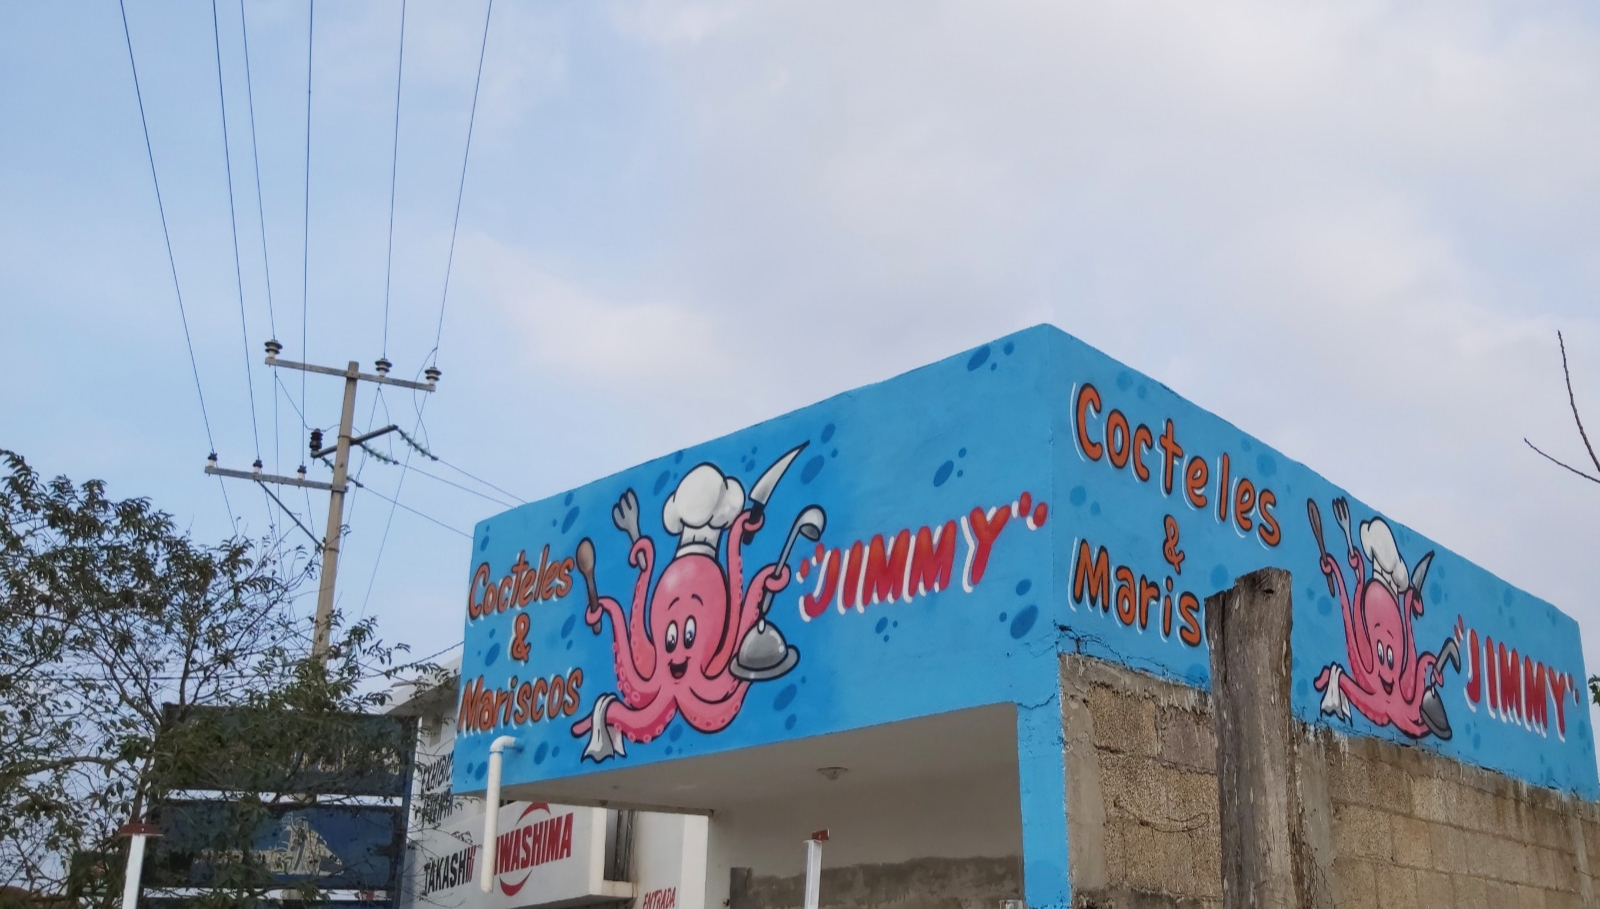 Cocteles
&
Mariscos
"JIMMY"
Cocteles
&
Maris
"JIMMY"
TAKASHI
IWASHIMA
ENTRADA